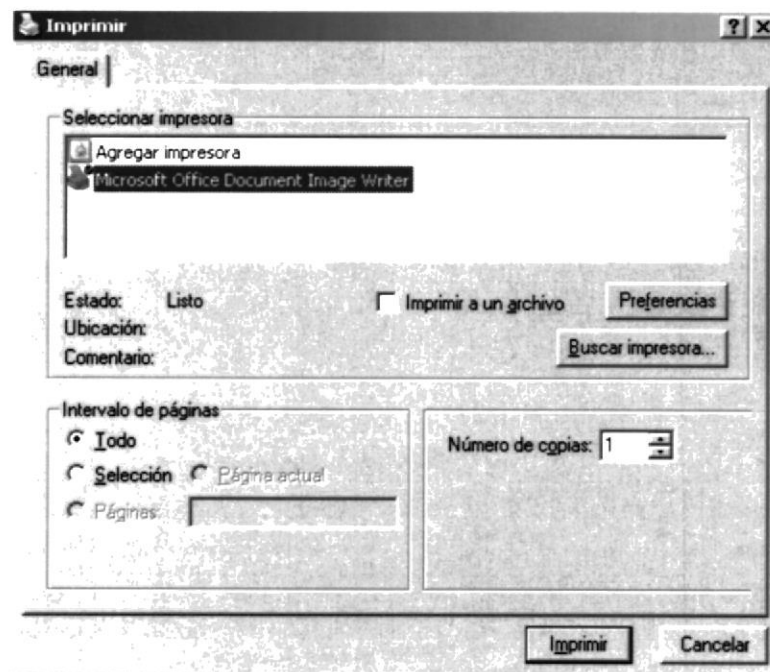 Imprimir
General
Seleccionar impresora
Agregar impresora
Microsoft Office Document Image Writer
Estado: Listo
Imprimir a un archivo
Preferencias
Ubicación:
Buscar impresora...
Comentario:
Intervalo de páginas
Todo
Selección
Página actual
Páginas:
Número de copias: 1
Imprimir
Cancelar